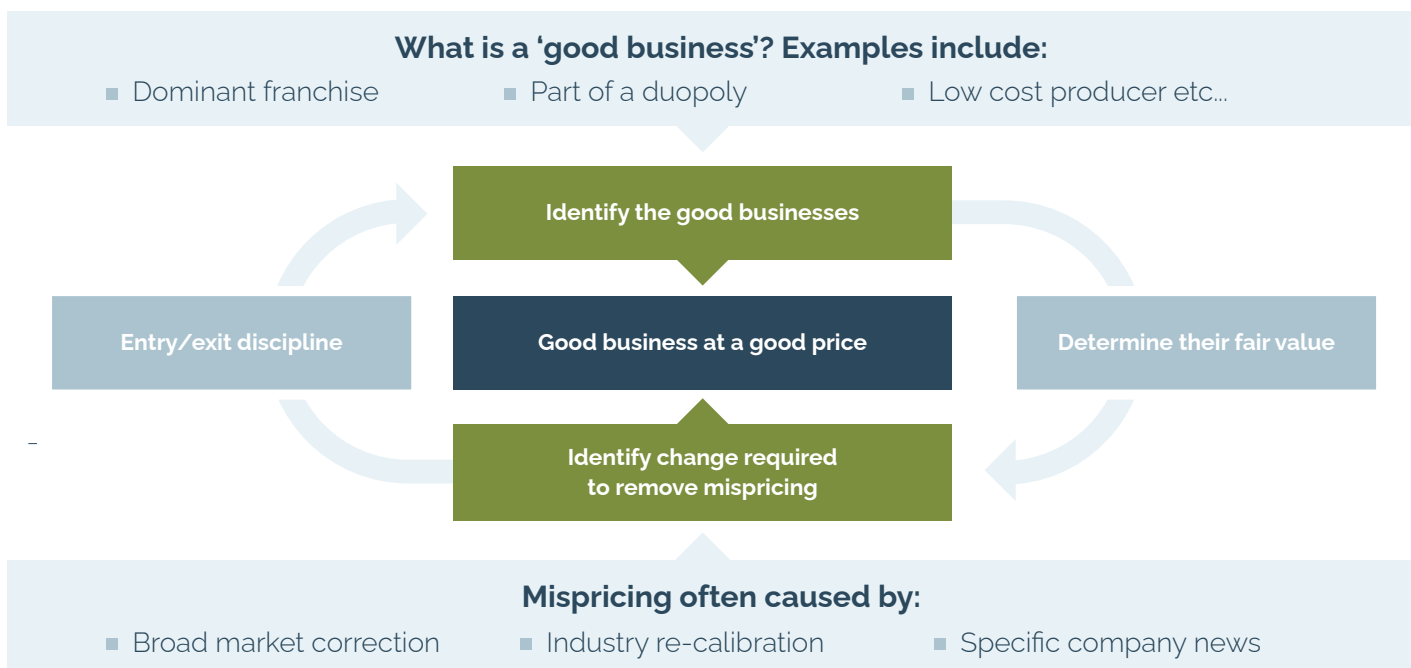 What is a ‘good business’? Examples include:
Dominant franchise
Part of a duopoly
Low cost producer etc...
Identify the good businesses
Entry/exit discipline
Good business at a good price
Determine their fair value
Identify change required
to remove mispricing
Mispricing often caused by:
Broad market correction
Industry re-calibration
Specific company news